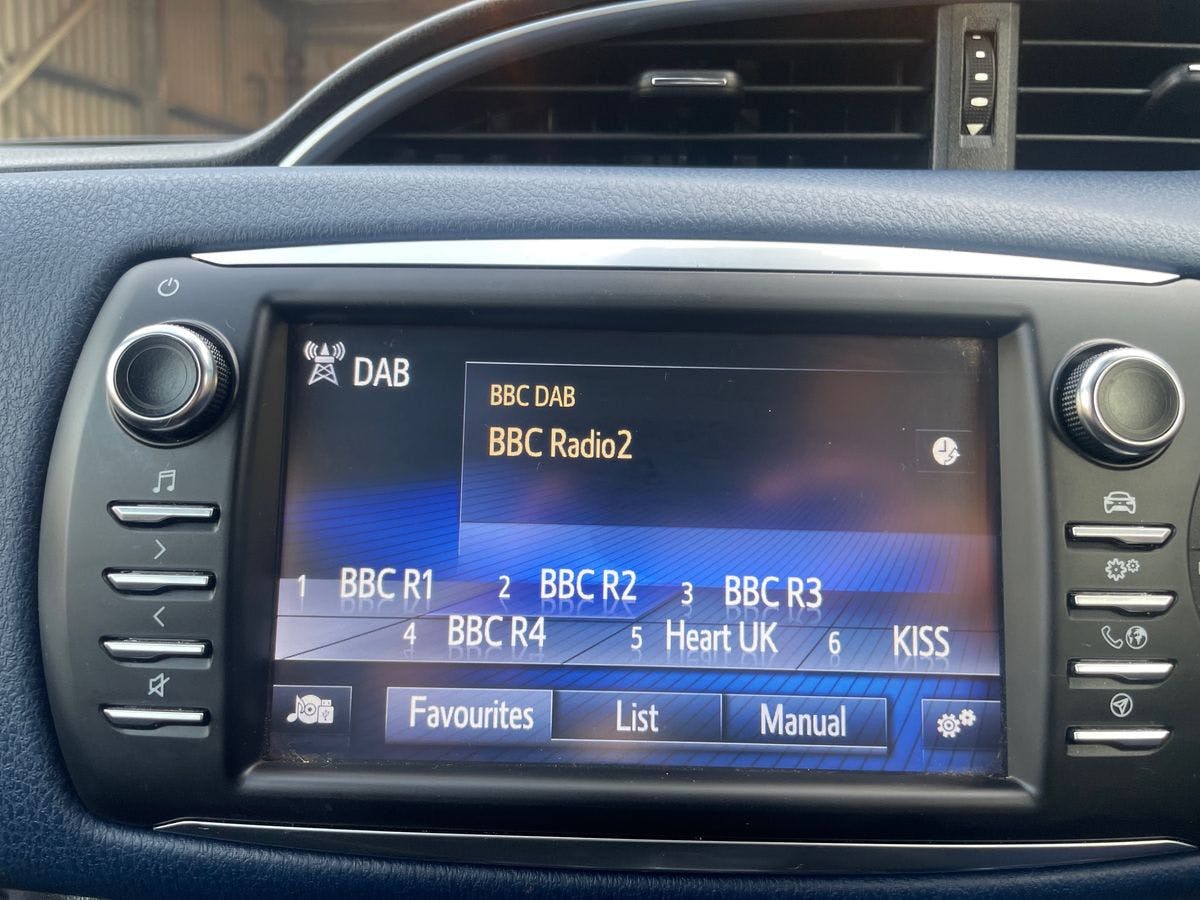 DAB
BBC DAB
BBC Radio2
1 BBC R1 2 BBC R2 3 BBC R3
4 BBC R4 5 Heart UK 6 KISS
Favourites List Manual